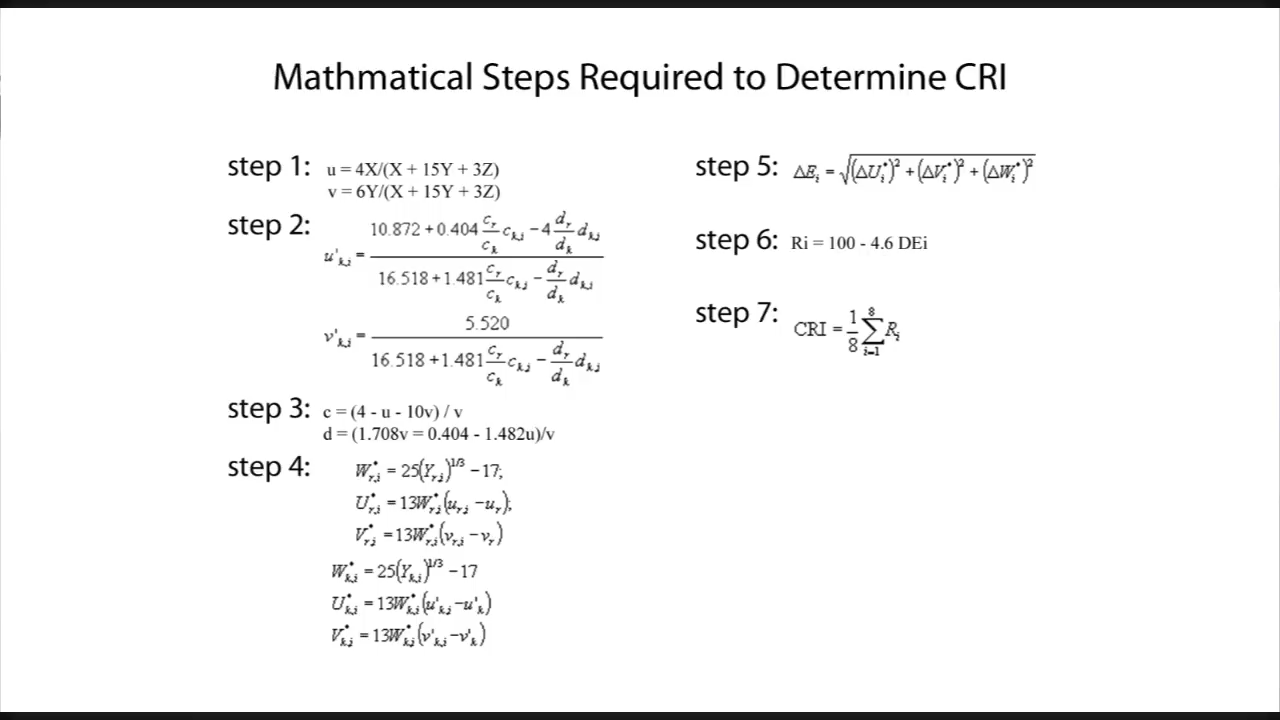 Mathmatical Steps Required to Determine CRI
step 1: u = 4X/(X + 15Y + 3Z)
v = 6Y/(X + 15Y + 3Z)
step 2: u'k,i = (10.872 + 0.404 cr/ck ck,i − 4 dr/dk dk,i) / (16.518 + 1.481 cr/ck ck,i − dr/dk dk,i)
v'k,i = 5.520 / (16.518 + 1.481 cr/ck ck,i − dr/dk dk,i)
step 3: c = (4 - u - 10v) / v
d = (1.708v = 0.404 - 1.482u)/v
step 4: W*r,i = 25(Yr,i)^1/3 − 17;
U*r,i = 13W*r,i(ur,i − ur);
V*r,i = 13W*r,i(vr,i − vr)
W*k,i = 25(Yk,i)^1/3 − 17
U*k,i = 13W*k,i(u'k,i − u'k)
V*k,i = 13W*k,i(v'k,i − v'k)
step 5: ΔEi = √(ΔUi*)² + (ΔVi*)² + (ΔWi*)²
step 6: Ri = 100 - 4.6 DEi
step 7: CRI = 1/8 8∑i=1 Ri